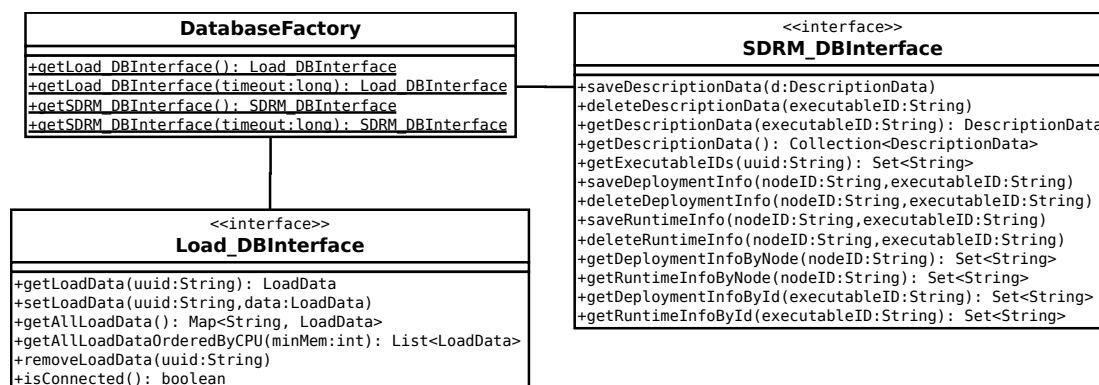 DatabaseFactory
+getLoad_DBInterface(): Load_DBInterface
+getLoad_DBInterface(timeout:long): Load_DBInterface
+getSDRM_DBInterface(): SDRM_DBInterface
+getSDRM_DBInterface(timeout:long): SDRM_DBInterface
<<interface>>
SDRM_DBInterface
+saveDescriptionData(d:DescriptionData)
+deleteDescriptionData(executableID:String)
+getDescriptionData(executableID:String): DescriptionData
+getDescriptionData(): Collection<DescriptionData>
+getExecutableIDs(uuid:String): Set<String>
+saveDeploymentInfo(nodeID:String,executableID:String)
+deleteDeploymentInfo(nodeID:String,executableID:String)
+saveRuntimeInfo(nodeID:String,executableID:String)
+deleteRuntimeInfo(nodeID:String,executableID:String)
+getDeploymentInfoByNode(nodeID:String): Set<String>
+getRuntimeInfoByNode(nodeID:String): Set<String>
+getDeploymentInfoById(executableID:String): Set<String>
+getRuntimeInfoById(executableID:String): Set<String>
<<interface>>
Load_DBInterface
+getLoadData(uuid:String): LoadData
+setLoadData(uuid:String,data:LoadData)
+getAllLoadData(): Map<String, LoadData>
+getAllLoadDataOrderedByCPU(minMem:int): List<LoadData>
+removeLoadData(uuid:String)
+isConnected(): boolean